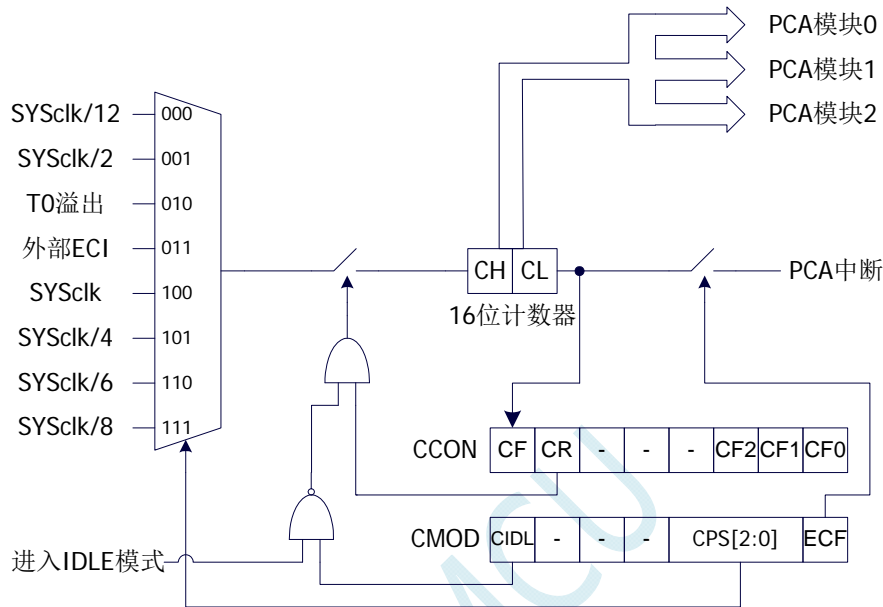 PCA模块0
PCA模块1
PCA模块2
SYSclk/12 000
SYSclk/2 001
T0溢出 010
外部ECI 011
SYSclk 100
SYSclk/4 101
SYSclk/6 110
SYSclk/8 111
CH CL
16位计数器
PCA中断
CCON CF CR - - - CF2 CF1 CF0
CMOD CIDL - - - CPS[2:0] ECF
进入IDLE模式
MCU